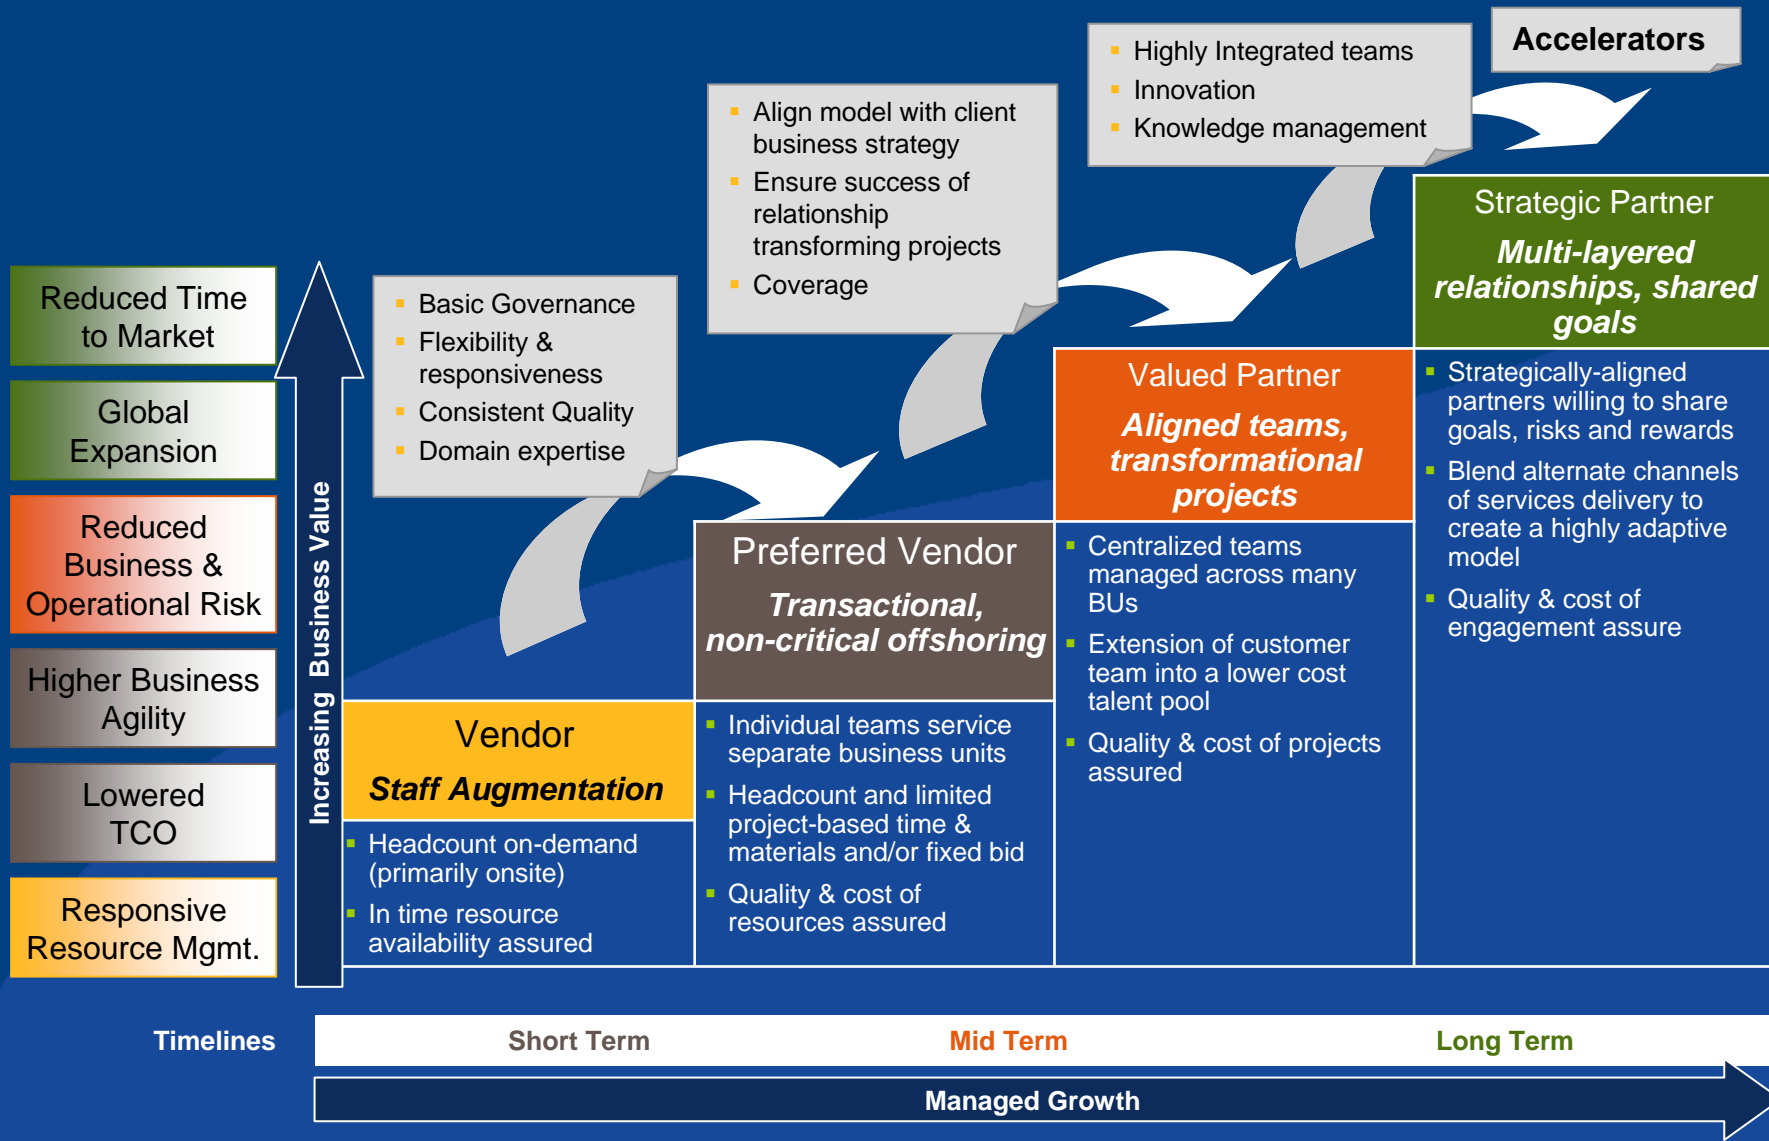 Accelerators
Highly Integrated teams
Innovation
Knowledge management
Align model with client
business strategy
Ensure success of
relationship
transforming projects
Coverage
Basic Governance
Flexibility &
responsiveness
Consistent Quality
Domain expertise
Reduced Time
to Market
Global
Expansion
Reduced
Business &
Operational Risk
Higher Business
Agility
Lowered
TCO
Responsive
Resource Mgmt.
Increasing Business Value
Vendor
Staff Augmentation
Headcount on-demand
(primarily onsite)
In time resource
availability assured
Preferred Vendor
Transactional,
non-critical offshoring
Individual teams service
separate business units
Headcount and limited
project-based time &
materials and/or fixed bid
Quality & cost of
resources assured
Valued Partner
Aligned teams,
transformational
projects
Centralized teams
managed across many
BUs
Extension of customer
team into a lower cost
talent pool
Quality & cost of projects
assured
Strategic Partner
Multi-layered
relationships, shared
goals
Strategically-aligned
partners willing to share
goals, risks and rewards
Blend alternate channels
of services delivery to
create a highly adaptive
model
Quality & cost of
engagement assure
Timelines
Short Term
Mid Term
Long Term
Managed Growth